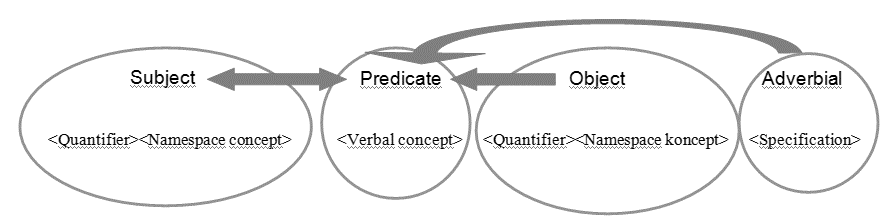 Subject Predicate Object Adverbial
<Quantifier><Namespace concept> <Verbal concept> <Quantifier><Namespace koncept> <Specification>